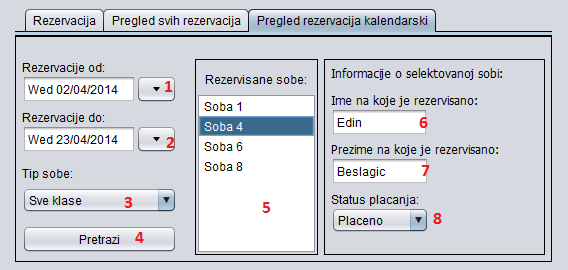 Rezervacija Pregled svih rezervacija Pregled rezervacija kalendarski
Rezervacije od:
Wed 02/04/2014 1
Rezervacije do:
Wed 23/04/2014 2
Tip sobe:
Sve klase 3
Pretrazi 4
Rezervisane sobe:
Soba 1
Soba 4
Soba 6
Soba 8
5
Informacije o selektovanoj sobi:
Ime na koje je rezervisano:
Edin 6
Prezime na koje je rezervisano:
Beslagic 7
Status placanja:
Placeno 8